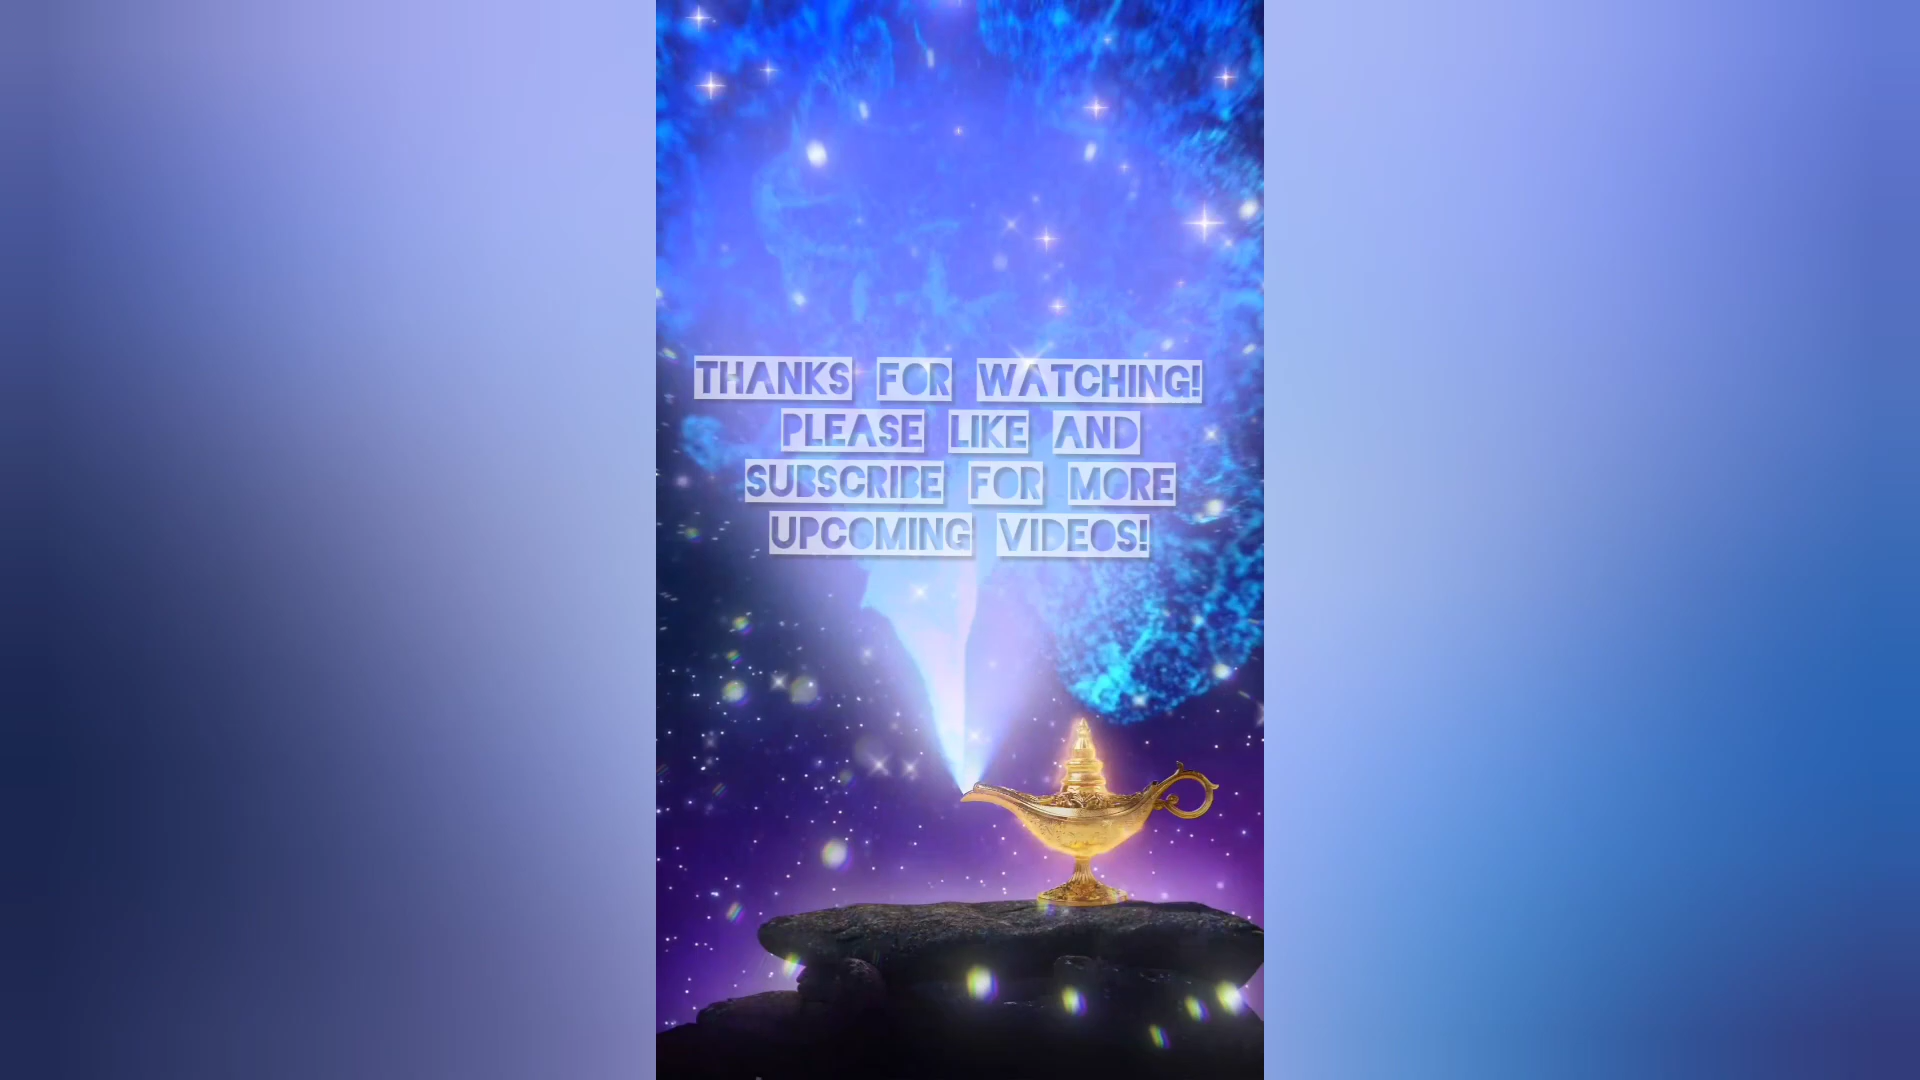 THANKS FOR WATCHING!
PLEASE LIKE AND
SUBSCRIBE FOR MORE
UPCOMING VIDEOS!